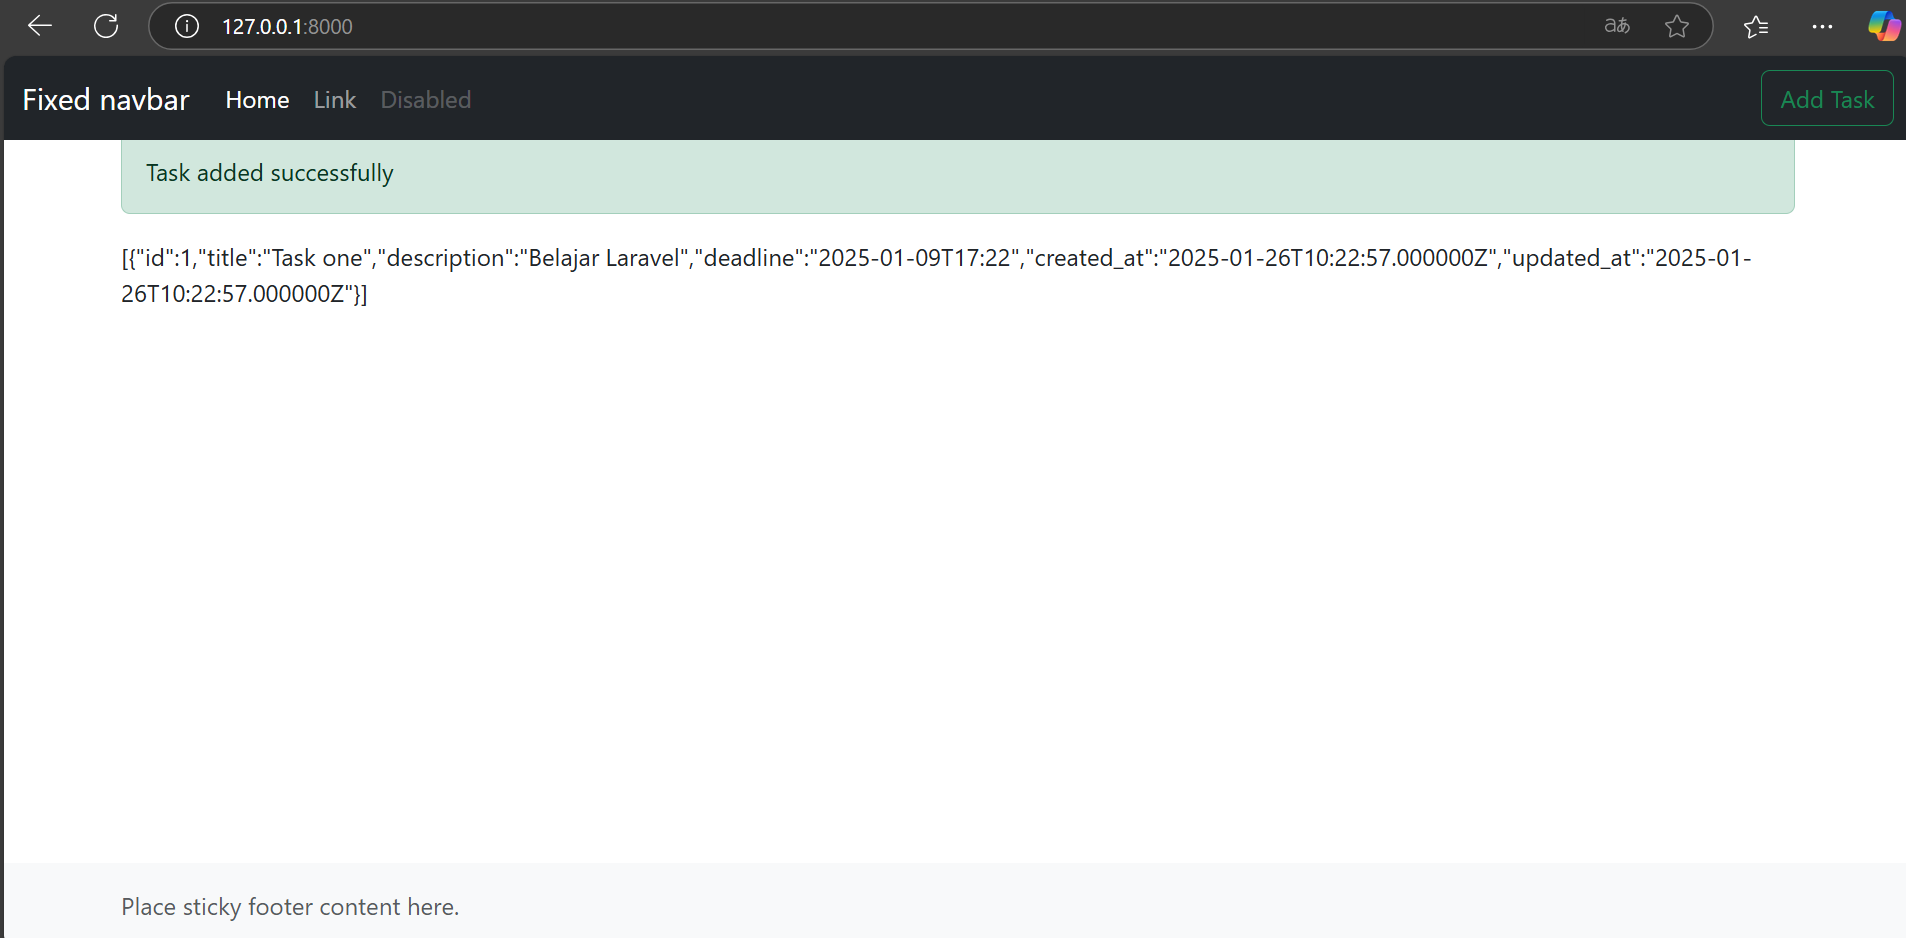 127.0.0.1:8000
aあ
Fixed navbar Home Link Disabled Add Task
Task added successfully
[{"id":1,"title":"Task one","description":"Belajar Laravel","deadline":"2025-01-09T17:22","created_at":"2025-01-26T10:22:57.000000Z","updated_at":"2025-01-
26T10:22:57.000000Z"}]
Place sticky footer content here.